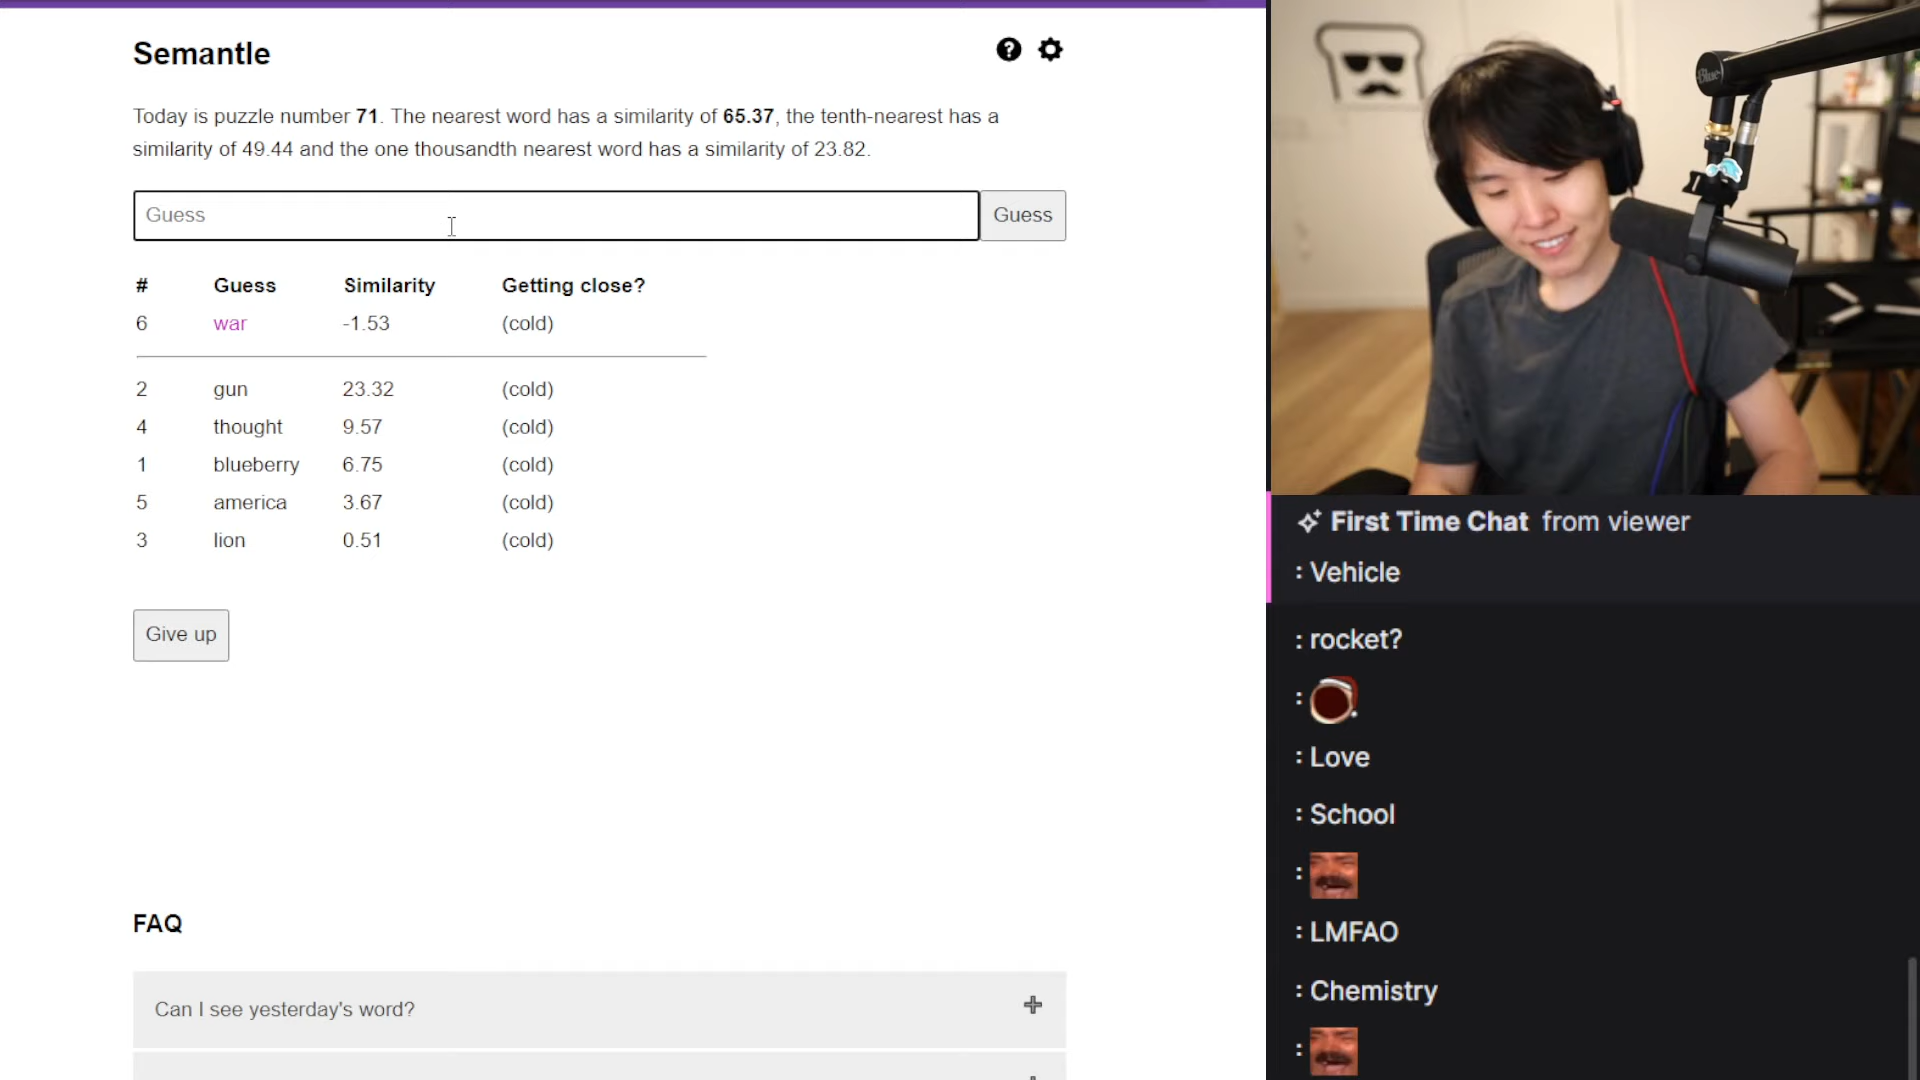 Semantle
Today is puzzle number 71. The nearest word has a similarity of 65.37, the tenth-nearest has a
similarity of 49.44 and the one thousandth nearest word has a similarity of 23.82.
Guess Guess
# Guess Similarity Getting close?
6 war -1.53 (cold)
2 gun 23.32 (cold)
4 thought 9.57 (cold)
1 blueberry 6.75 (cold)
5 america 3.67 (cold)
3 lion 0.51 (cold)
Give up
FAQ
Can I see yesterday's word?
Blue
First Time Chat from viewer
: Vehicle
: rocket?
:
: Love
: School
:
: LMFAO
: Chemistry
: